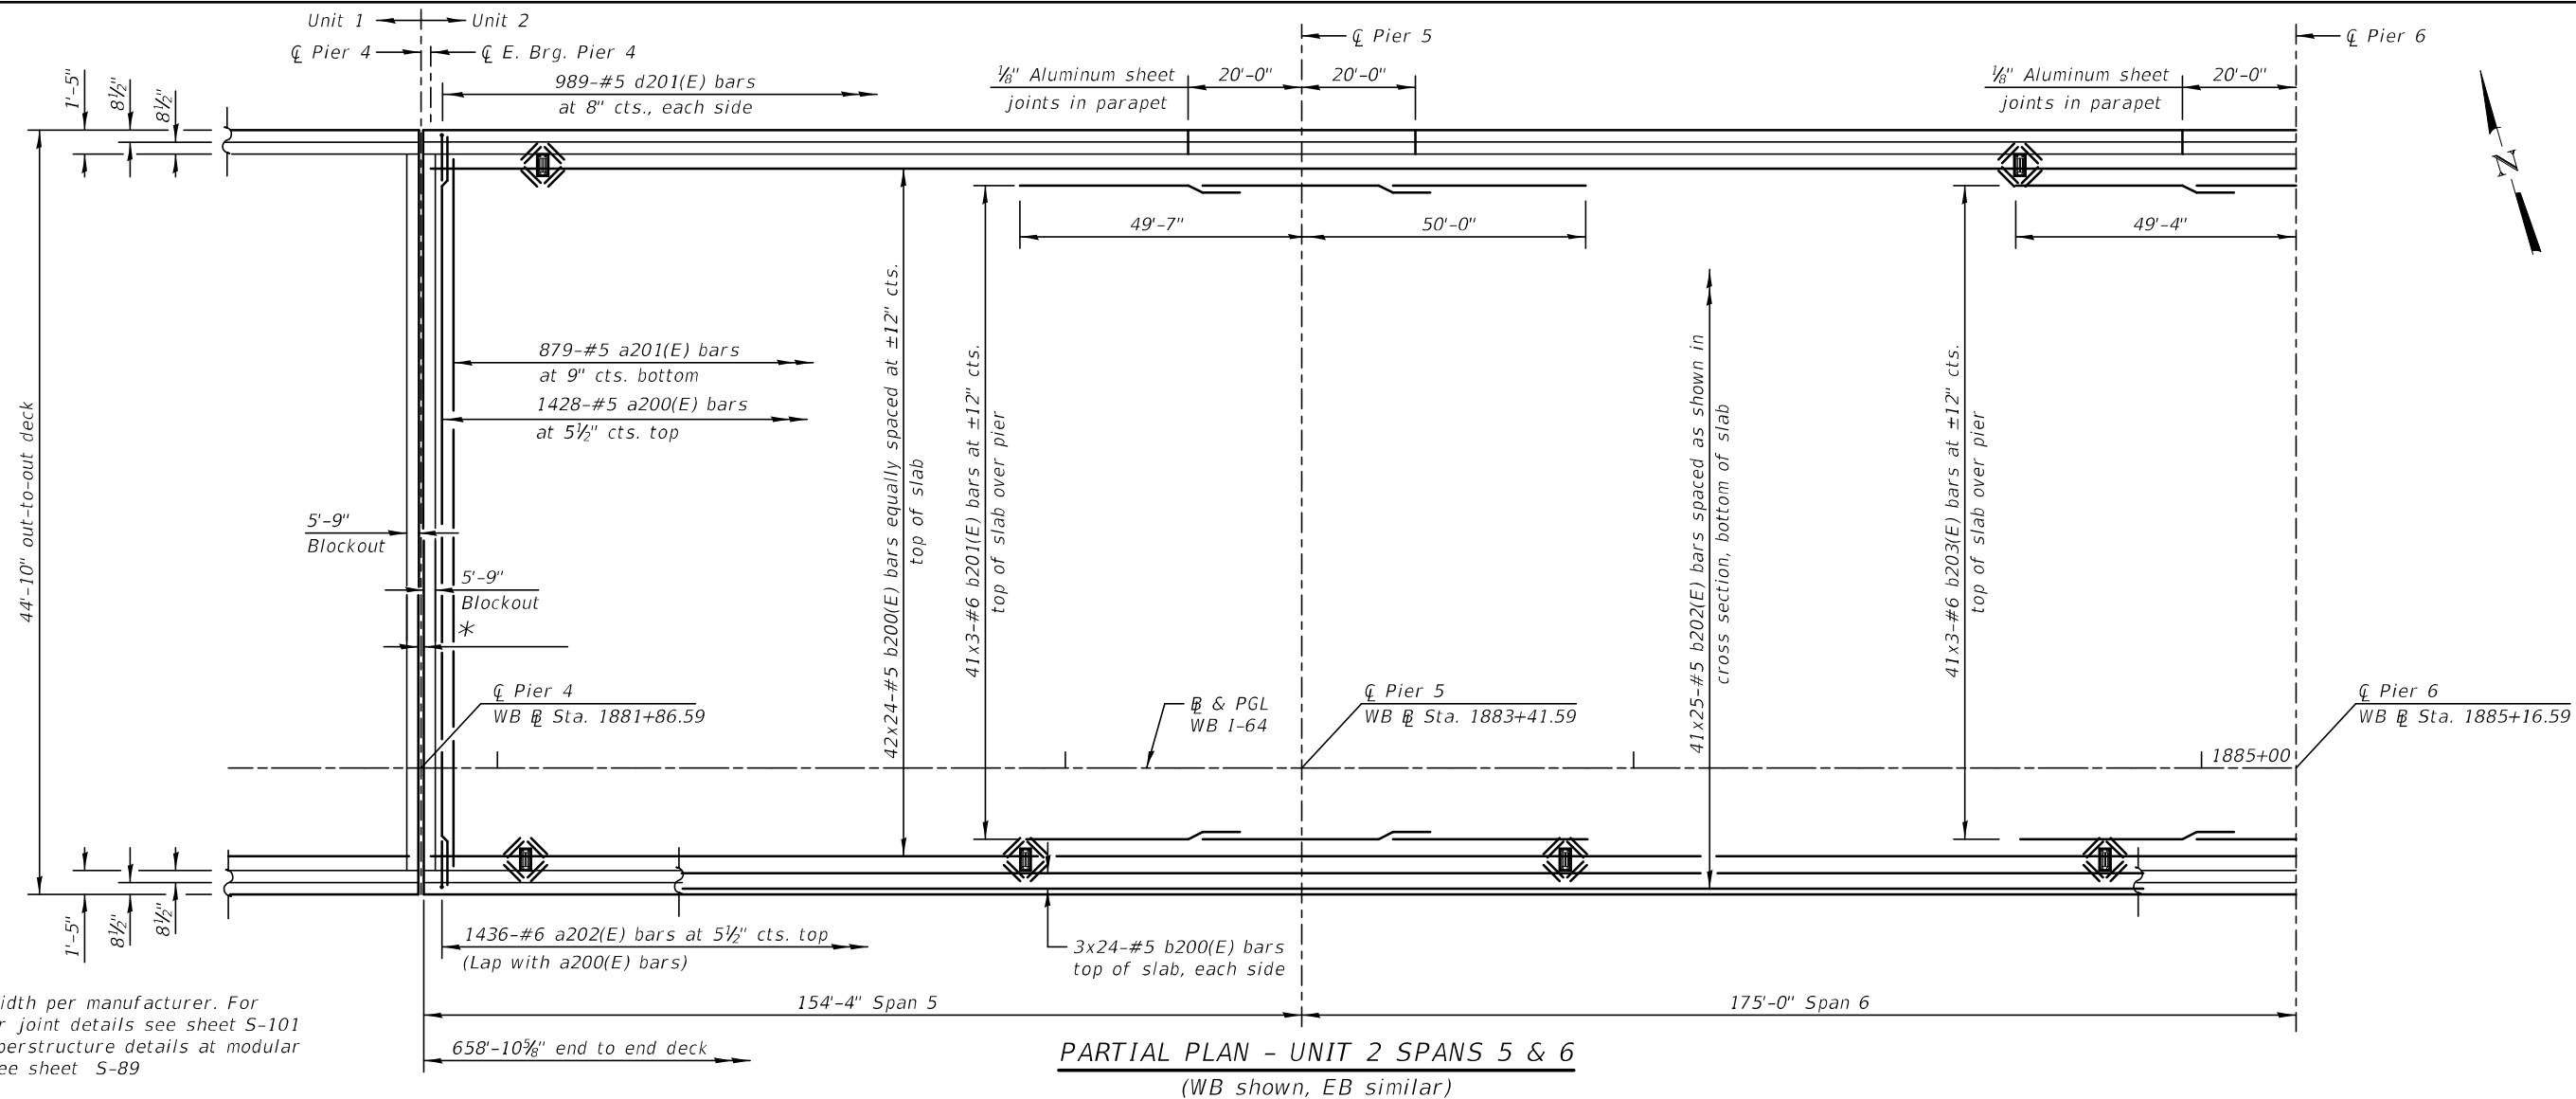 Unit 1
Unit 2
℄ Pier 4
℄ E. Brg. Pier 4
989-#5 d201(E) bars
at 8" cts., each side
⅛" Aluminum sheet
joints in parapet
20'-0"
20'-0"
℄ Pier 5
⅛" Aluminum sheet
joints in parapet
20'-0"
℄ Pier 6
1'-5"
8½"
8½"
N
49'-7"
50'-0"
49'-4"
44'-10" out-to-out deck
879-#5 a201(E) bars
at 9" cts. bottom
1428-#5 a200(E) bars
at 5½" cts. top
42x24-#5 b200(E) bars equally spaced at ±12" cts.
top of slab
41x3-#6 b201(E) bars at ±12" cts.
top of slab over pier
41x25-#5 b202(E) bars spaced as shown in
cross section, bottom of slab
41x3-#6 b203(E) bars at ±12" cts.
top of slab over pier
5'-9"
Blockout
5'-9"
Blockout
*
℄ Pier 4
WB ⅊ Sta. 1881+86.59
⅊ & PGL
WB I-64
℄ Pier 5
WB ⅊ Sta. 1883+41.59
℄ Pier 6
WB ⅊ Sta. 1885+16.59
1885+00
1'-5"
8½"
8½"
1436-#6 a202(E) bars at 5½" cts. top
(Lap with a200(E) bars)
3x24-#5 b200(E) bars
top of slab, each side
idth per manufacturer. For
r joint details see sheet S-101
perstructure details at modular
ee sheet S-89
154'-4" Span 5
175'-0" Span 6
658'-10⅝" end to end deck
PARTIAL PLAN - UNIT 2 SPANS 5 & 6
(WB shown, EB similar)